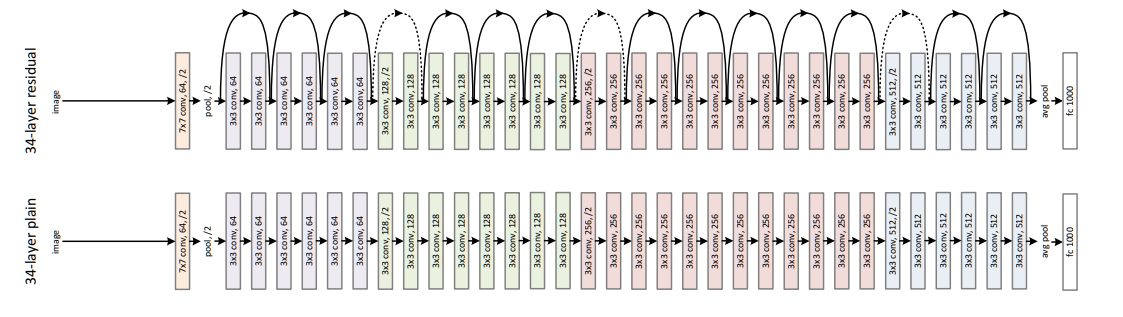 34-layer residual
image
7x7 conv, 64, /2
pool, /2
3x3 conv, 64
3x3 conv, 64
3x3 conv, 64
3x3 conv, 64
3x3 conv, 64
3x3 conv, 64
3x3 conv, 128, /2
3x3 conv, 128
3x3 conv, 128
3x3 conv, 128
3x3 conv, 128
3x3 conv, 128
3x3 conv, 128
3x3 conv, 128
3x3 conv, 256, /2
3x3 conv, 256
3x3 conv, 256
3x3 conv, 256
3x3 conv, 256
3x3 conv, 256
3x3 conv, 256
3x3 conv, 256
3x3 conv, 256
3x3 conv, 256
3x3 conv, 256
3x3 conv, 256
3x3 conv, 512, /2
3x3 conv, 512
3x3 conv, 512
3x3 conv, 512
3x3 conv, 512
3x3 conv, 512
avg pool
fc 1000
34-layer plain
image
7x7 conv, 64, /2
pool, /2
3x3 conv, 64
3x3 conv, 64
3x3 conv, 64
3x3 conv, 64
3x3 conv, 64
3x3 conv, 64
3x3 conv, 128, /2
3x3 conv, 128
3x3 conv, 128
3x3 conv, 128
3x3 conv, 128
3x3 conv, 128
3x3 conv, 128
3x3 conv, 128
3x3 conv, 256, /2
3x3 conv, 256
3x3 conv, 256
3x3 conv, 256
3x3 conv, 256
3x3 conv, 256
3x3 conv, 256
3x3 conv, 256
3x3 conv, 256
3x3 conv, 256
3x3 conv, 256
3x3 conv, 256
3x3 conv, 512, /2
3x3 conv, 512
3x3 conv, 512
3x3 conv, 512
3x3 conv, 512
3x3 conv, 512
avg pool
fc 1000